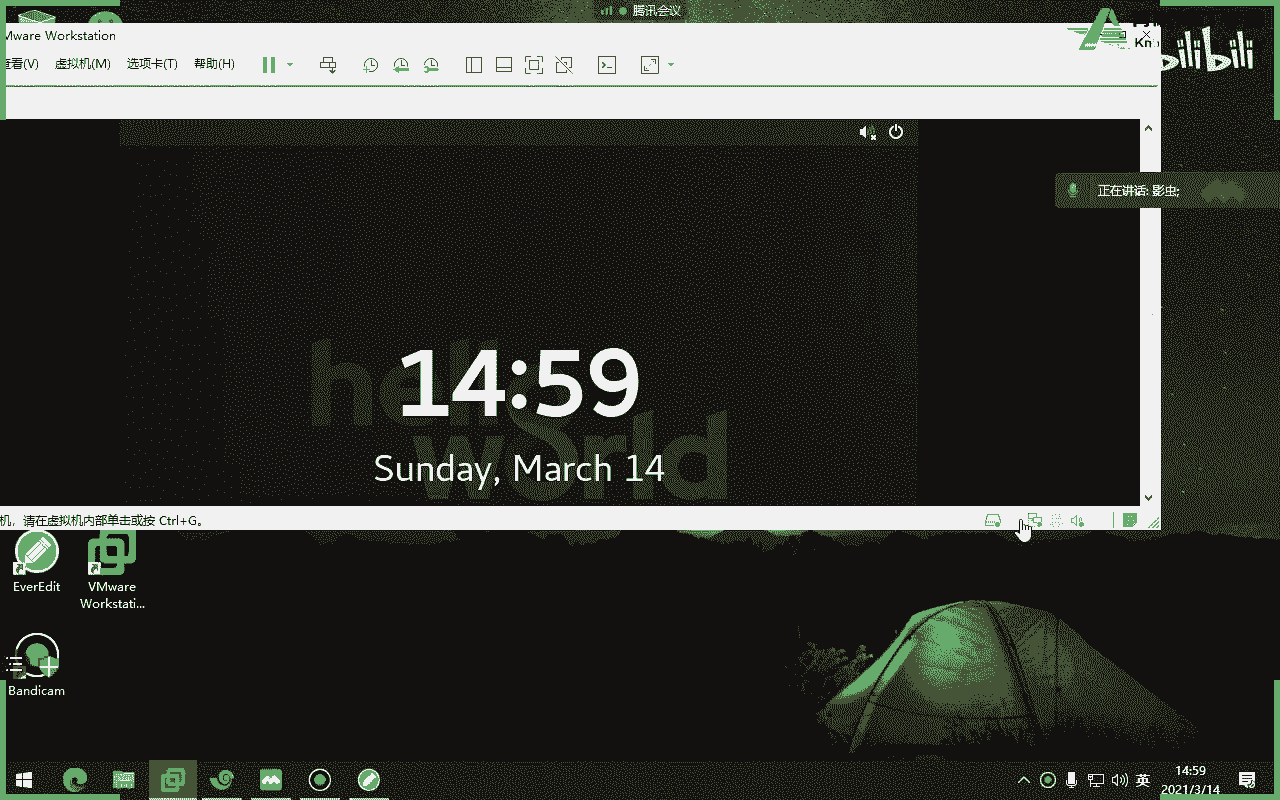 腾讯会议
Mware Workstation
查看(V) 虚拟机(M) 选项卡(T) 帮助(H)
bilibili
正在讲话: 影虫;
hello
world
14:59
Sunday, March 14
机，请在虚拟机内部单击或按 Ctrl+G。
EverEdit
VMware
Workstati...
Bandicam
英
14:59
2021/3/14